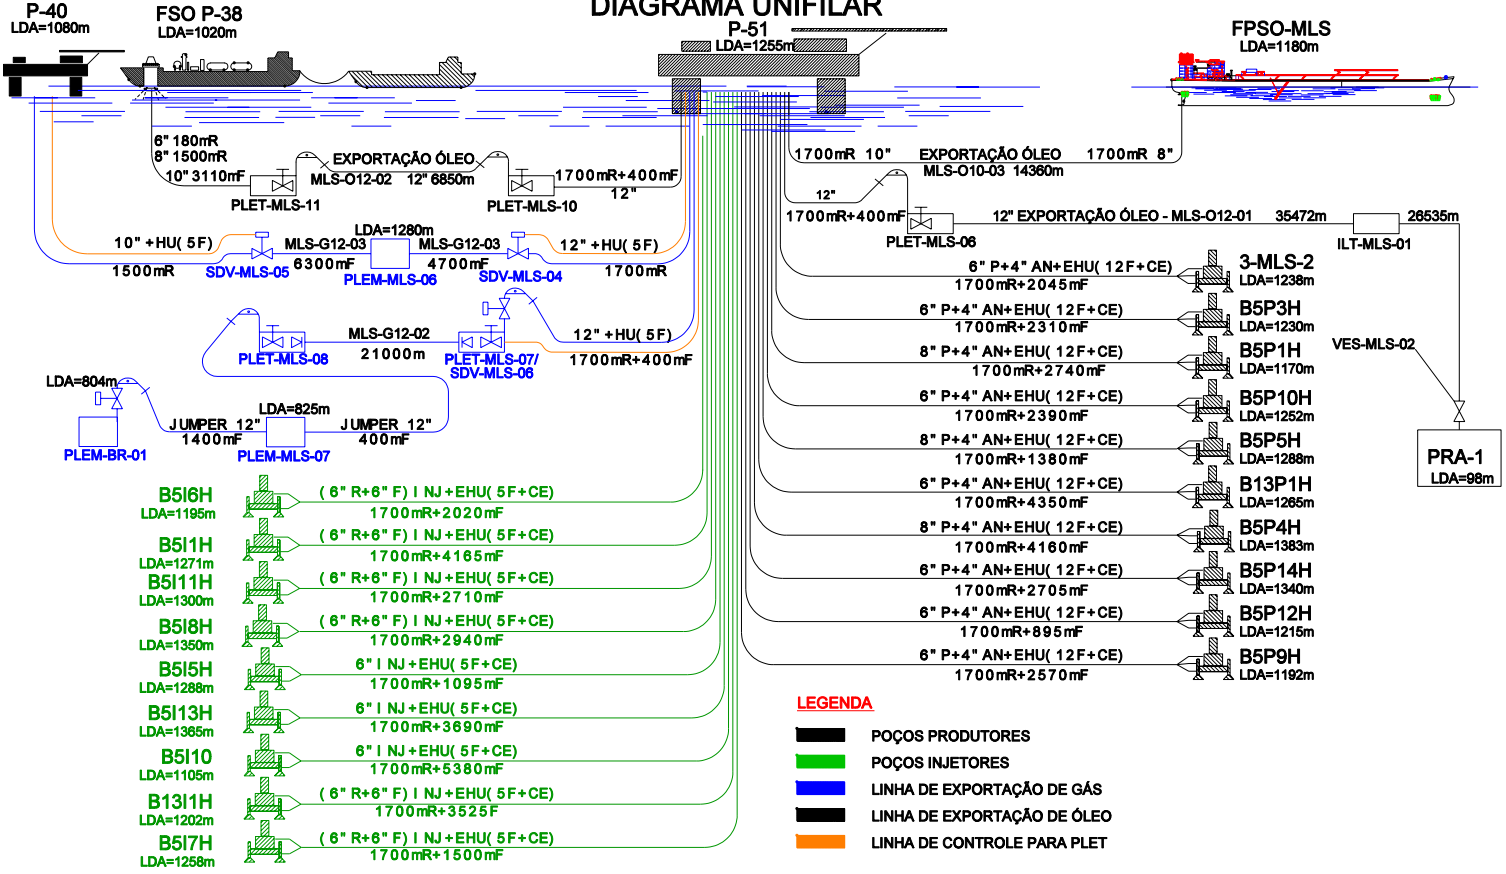 DIAGRAMA UNIFILAR
P-40
LDA=1080m
FSO P-38
LDA=1020m
P-51
LDA=1255m
FPSO-MLS
LDA=1180m
6" 180mR
8" 1500mR
10" 3110mF
EXPORTAÇÃO ÓLEO
MLS-O12-02 12" 6850m
PLET-MLS-11
PLET-MLS-10
1700mR+400mF
12"
1700mR 10" EXPORTAÇÃO ÓLEO 1700mR 8"
MLS-O10-03 14360m
12"
1700mR+400mF
PLET-MLS-06
12" EXPORTAÇÃO ÓLEO - MLS-O12-01 35472m
26535m
ILT-MLS-01
10" +HU( 5F)
1500mR
SDV-MLS-05
MLS-G12-03
6300mF
LDA=1280m
PLEM-MLS-06
MLS-G12-03
4700mF
SDV-MLS-04
12" +HU( 5F)
1700mR
PLET-MLS-08
MLS-G12-02
21000m
PLET-MLS-07/
SDV-MLS-06
12" +HU( 5F)
1700mR+400mF
LDA=804m
PLEM-BR-01
JUMPER 12"
1400mF
LDA=825m
PLEM-MLS-07
JUMPER 12"
400mF
6" P+4" AN+EHU( 12F+CE)
1700mR+2045mF
3-MLS-2
LDA=1238m
6" P+4" AN+EHU( 12F+CE)
1700mR+2310mF
B5P3H
LDA=1230m
8" P+4" AN+EHU( 12F+CE)
1700mR+2740mF
B5P1H
LDA=1170m
6" P+4" AN+EHU( 12F+CE)
1700mR+2390mF
B5P10H
LDA=1252m
8" P+4" AN+EHU( 12F+CE)
1700mR+1380mF
B5P5H
LDA=1288m
6" P+4" AN+EHU( 12F+CE)
1700mR+4350mF
B13P1H
LDA=1265m
8" P+4" AN+EHU( 12F+CE)
1700mR+4160mF
B5P4H
LDA=1383m
6" P+4" AN+EHU( 12F+CE)
1700mR+2705mF
B5P14H
LDA=1340m
6" P+4" AN+EHU( 12F+CE)
1700mR+895mF
B5P12H
LDA=1215m
6" P+4" AN+EHU( 12F+CE)
1700mR+2570mF
B5P9H
LDA=1192m
VES-MLS-02
PRA-1
LDA=98m
B5I6H
LDA=1195m
( 6" R+6" F) I NJ+EHU( 5F+CE)
1700mR+2020mF
B5I1H
LDA=1271m
( 6" R+6" F) I NJ+EHU( 5F+CE)
1700mR+4165mF
B5I11H
LDA=1300m
( 6" R+6" F) I NJ+EHU( 5F+CE)
1700mR+2710mF
B5I8H
LDA=1350m
( 6" R+6" F) I NJ+EHU( 5F+CE)
1700mR+2940mF
B5I5H
LDA=1288m
6" I NJ+EHU( 5F+CE)
1700mR+1095mF
B5I13H
LDA=1365m
6" I NJ+EHU( 5F+CE)
1700mR+3690mF
B5I10
LDA=1105m
6" I NJ+EHU( 5F+CE)
1700mR+5380mF
B13I1H
LDA=1202m
( 6" R+6" F) I NJ+EHU( 5F+CE)
1700mR+3525F
B5I7H
LDA=1258m
( 6" R+6" F) I NJ+EHU( 5F+CE)
1700mR+1500mF
LEGENDA
POÇOS PRODUTORES
POÇOS INJETORES
LINHA DE EXPORTAÇÃO DE GÁS
LINHA DE EXPORTAÇÃO DE ÓLEO
LINHA DE CONTROLE PARA PLET